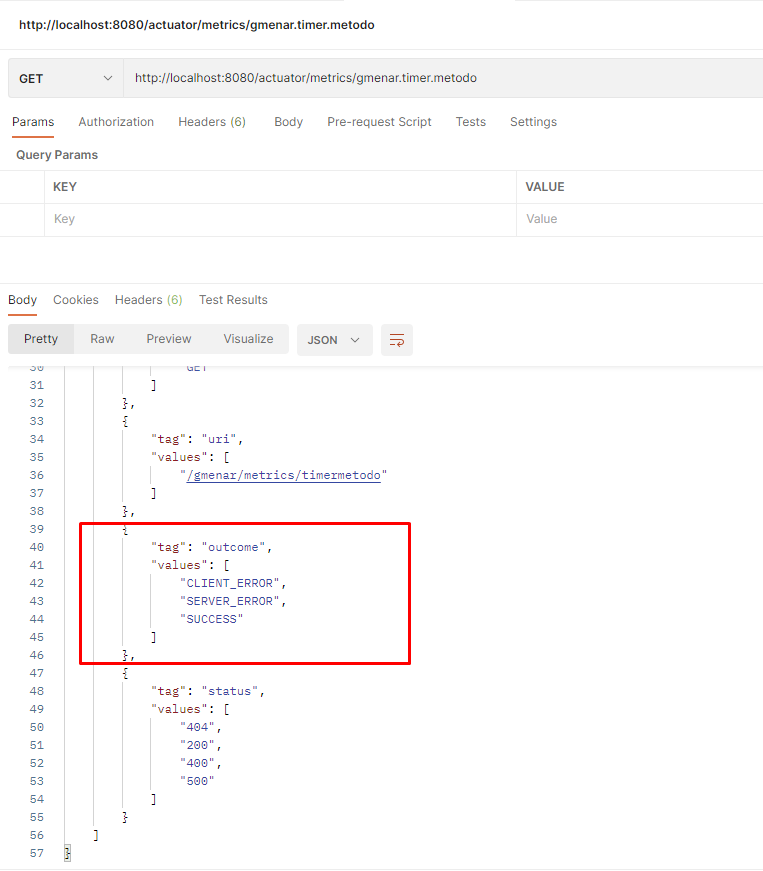 http://localhost:8080/actuator/metrics/gmenar.timer.metodo
GET http://localhost:8080/actuator/metrics/gmenar.timer.metodo
Params Authorization Headers (6) Body Pre-request Script Tests Settings
Query Params
KEY VALUE
Key Value
Body Cookies Headers (6) Test Results
Pretty Raw Preview Visualize JSON
30 "GET"
31 ]
32 },
33 {
34 "tag": "uri",
35 "values": [
36 "/gmenar/metrics/timermetodo"
37 ]
38 },
39 {
40 "tag": "outcome",
41 "values": [
42 "CLIENT_ERROR",
43 "SERVER_ERROR",
44 "SUCCESS"
45 ]
46 },
47 {
48 "tag": "status",
49 "values": [
50 "404",
51 "200",
52 "400",
53 "500"
54 ]
55 }
56 ]
57 }